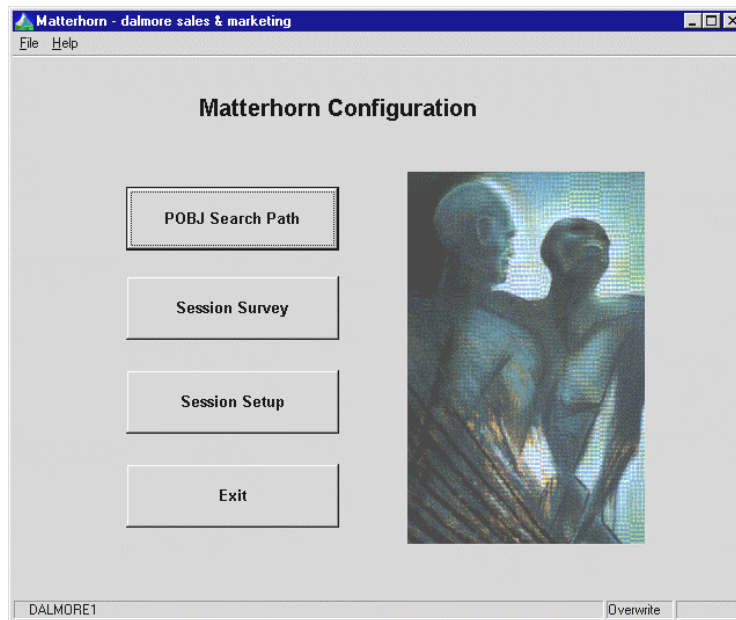 Matterhorn - dalmore sales & marketing
File Help
Matterhorn Configuration
POBJ Search Path
Session Survey
Session Setup
Exit
DALMORE1 Overwrite